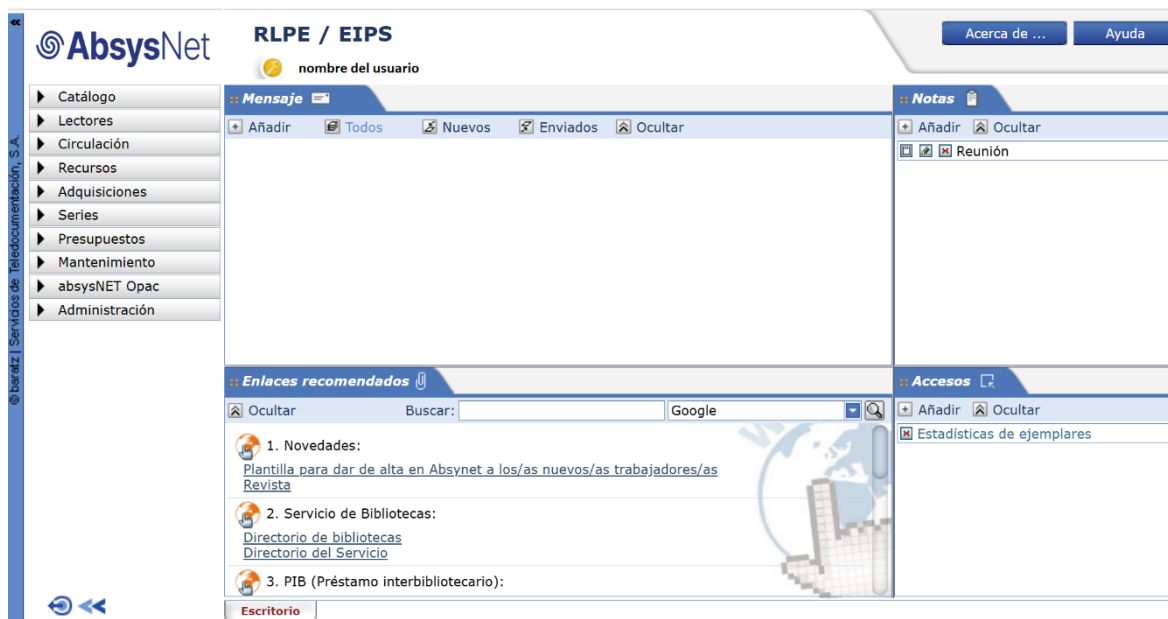 AbsysNet
RLPE / EIPS
nombre del usuario
Acerca de ...
Ayuda
© baratz | Servicios de Teledocumentación, S.A.
Catálogo
Lectores
Circulación
Recursos
Adquisiciones
Series
Presupuestos
Mantenimiento
absysNET Opac
Administración
:: Mensaje
Añadir Todos Nuevos Enviados Ocultar
:: Notas
Añadir Ocultar
Reunión
:: Enlaces recomendados
Ocultar Buscar: Google
1. Novedades:
Plantilla para dar de alta en Absynet a los/as nuevos/as trabajadores/as
Revista
2. Servicio de Bibliotecas:
Directorio de bibliotecas
Directorio del Servicio
3. PIB (Préstamo interbibliotecario):
:: Accesos
Añadir Ocultar
Estadísticas de ejemplares
Escritorio